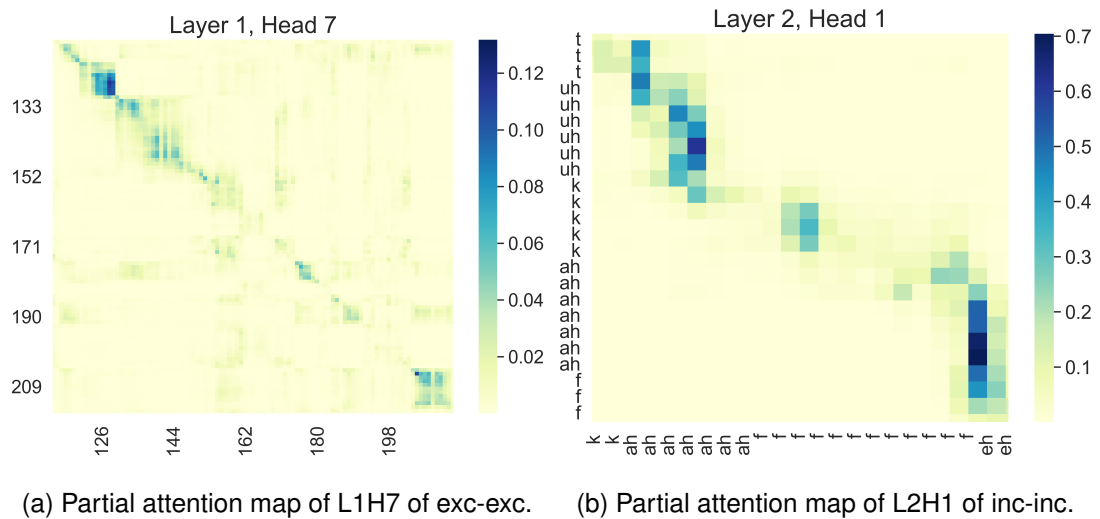 Layer 1, Head 7
133
152
171
190
209
126
144
162
180
198
0.12
0.10
0.08
0.06
0.04
0.02
(a) Partial attention map of L1H7 of exc-exc.
Layer 2, Head 1
t
t
t
uh
uh
uh
uh
uh
uh
k
k
k
k
k
ah
ah
ah
ah
ah
ah
ah
f
f
f
k
k
ah
ah
ah
ah
ah
ah
ah
f
f
f
f
f
f
f
f
f
f
f
f
eh
eh
0.7
0.6
0.5
0.4
0.3
0.2
0.1
(b) Partial attention map of L2H1 of inc-inc.